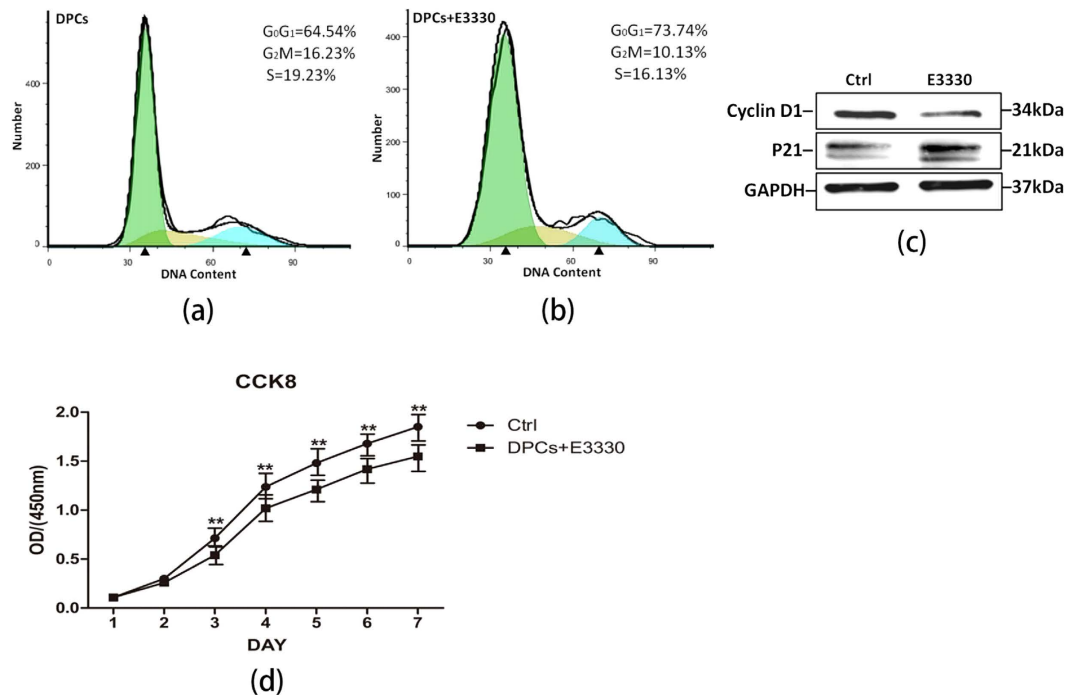 DPCs
G₀G₁=64.54%
G₂M=16.23%
S=19.23%
Number
400
200
0
0
30
60
90
DNA Content
(a)
DPCs+E3330
G₀G₁=73.74%
G₂M=10.13%
S=16.13%
Number
400
300
200
100
0
0
30
60
90
DNA Content
(b)
Ctrl
E3330
Cyclin D1
34kDa
P21
21kDa
GAPDH
37kDa
(c)
CCK8
OD/(450nm)
2.0
1.5
1.0
0.5
0.0
**
**
**
**
**
1
2
3
4
5
6
7
DAY
Ctrl
DPCs+E3330
(d)